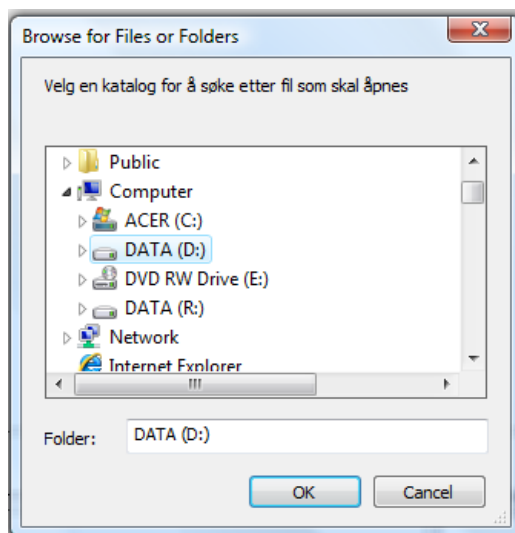 Browse for Files or Folders
Velg en katalog for å søke etter fil som skal åpnes
Public
Computer
ACER (C:)
DATA (D:)
DVD RW Drive (E:)
DATA (R:)
Network
Internet Explorer
Folder: DATA (D:)
OK Cancel